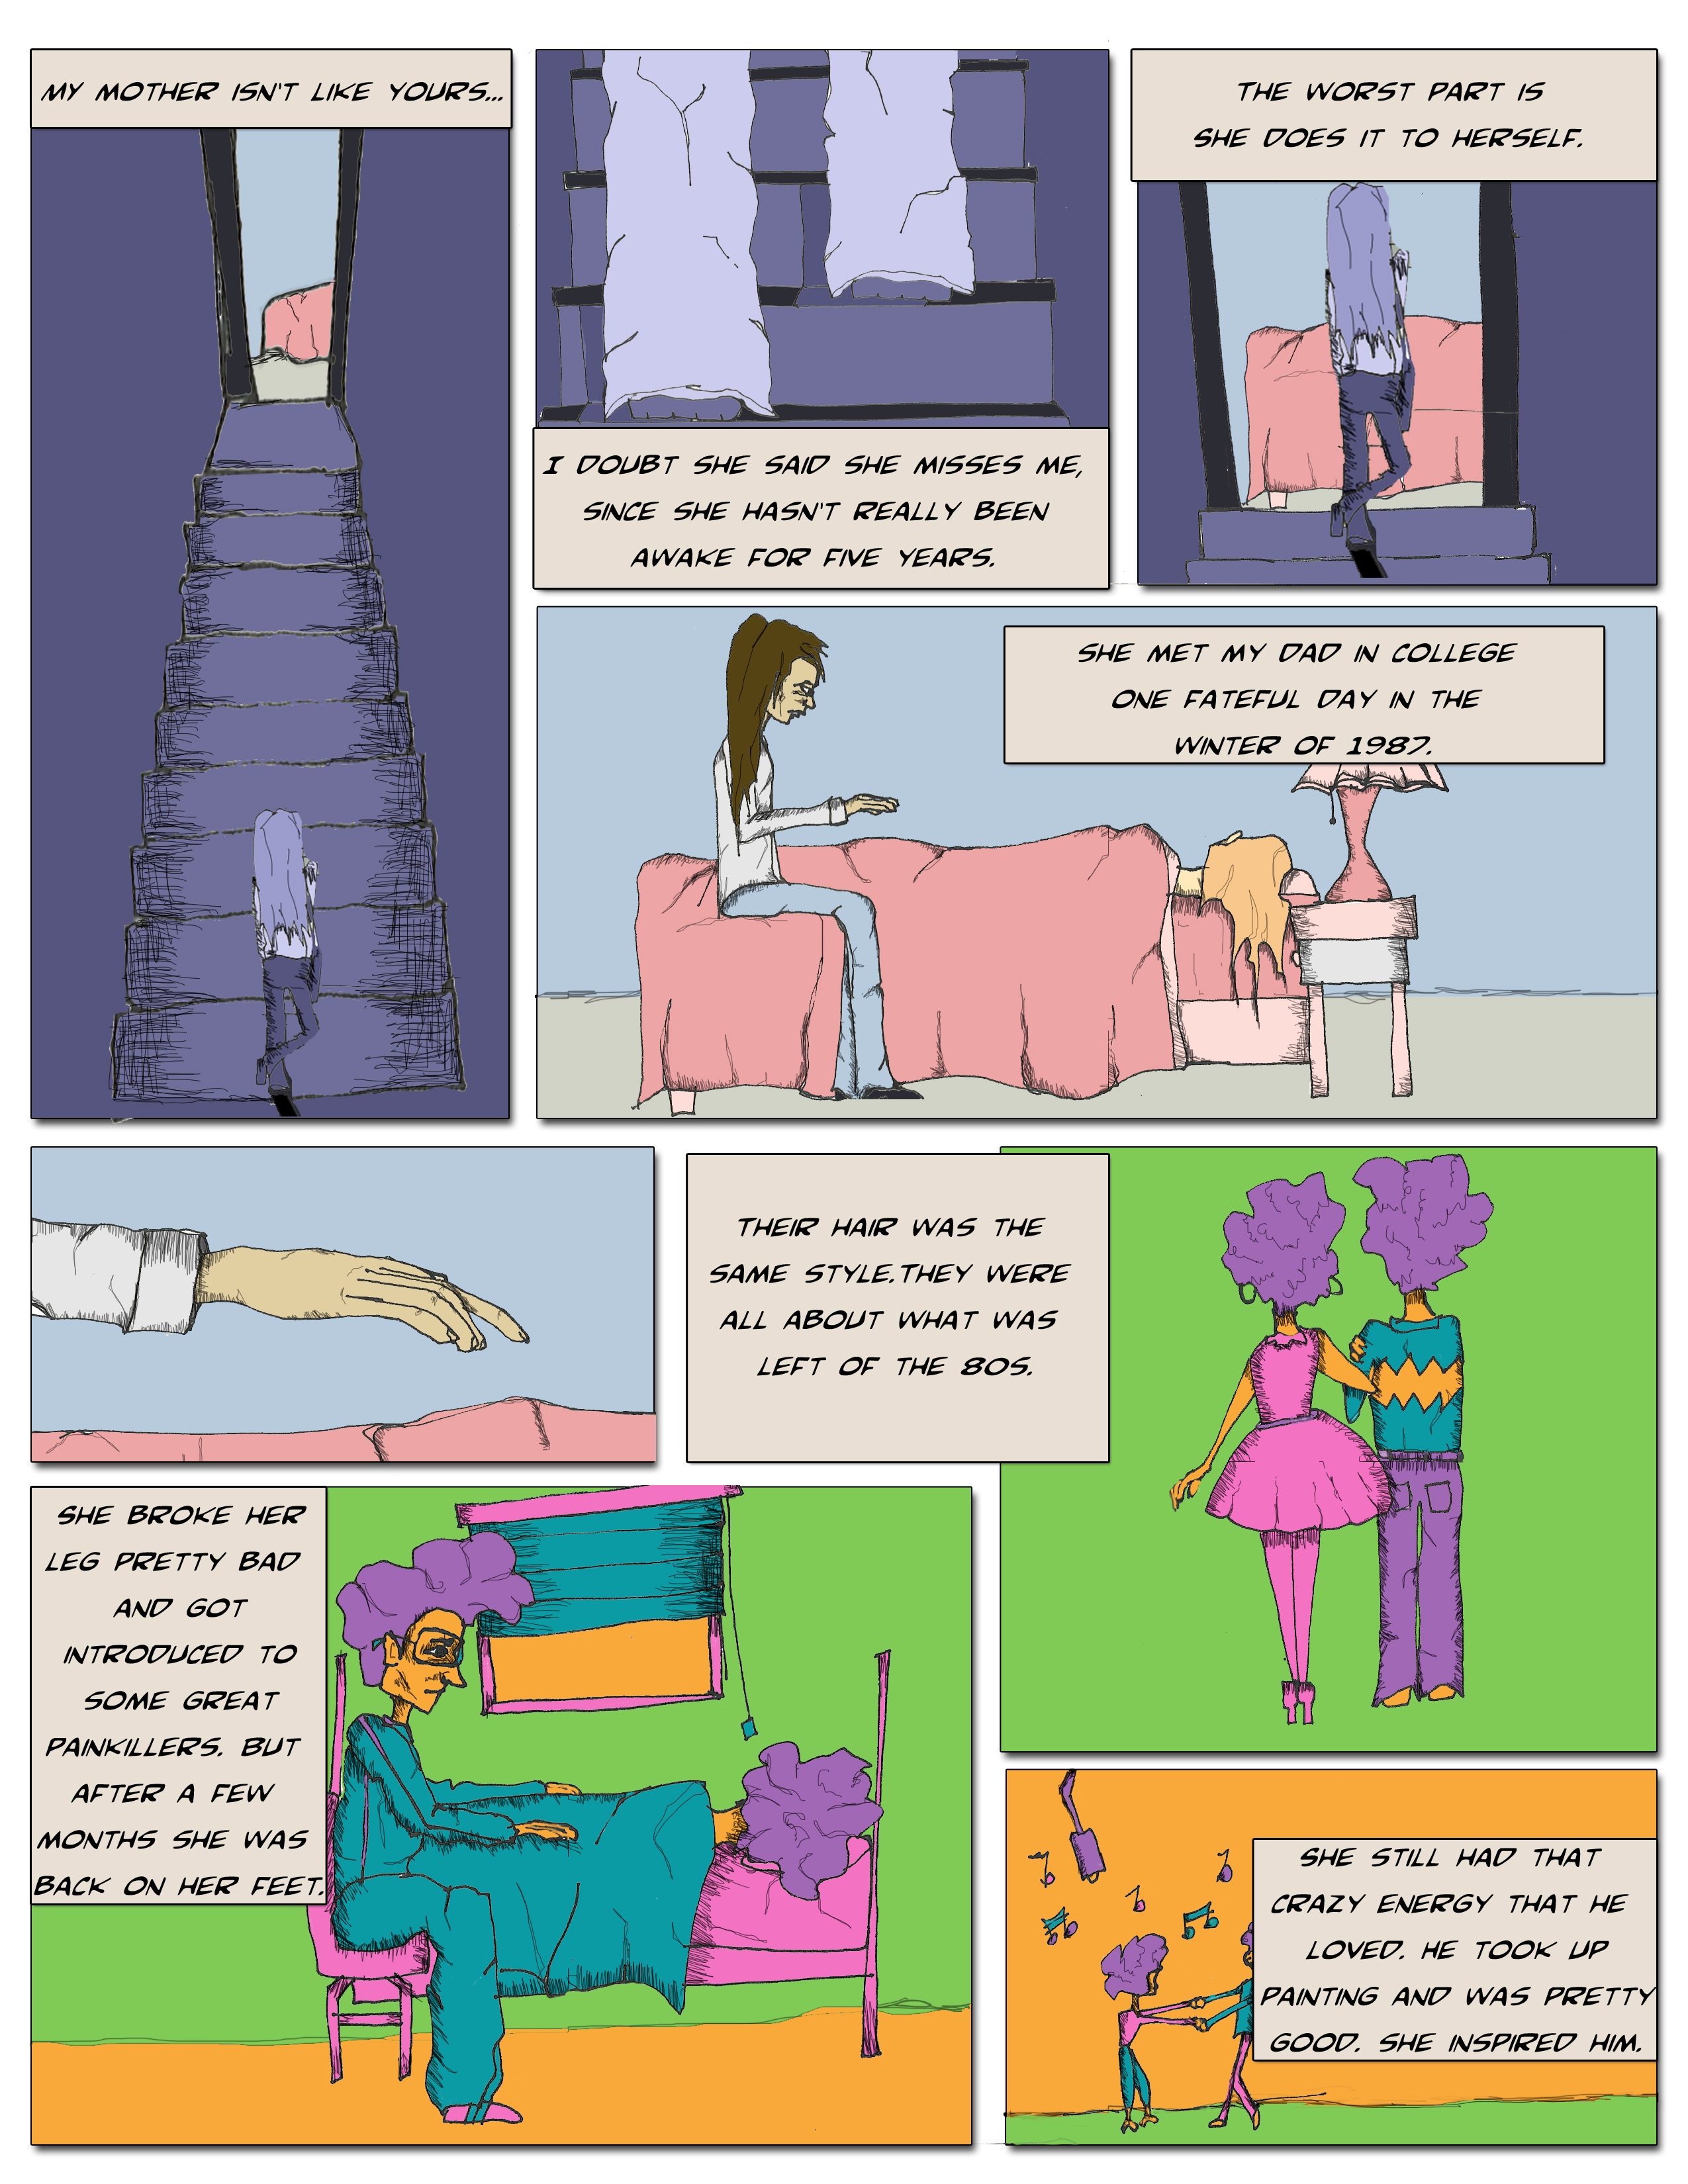 MY MOTHER ISN'T LIKE YOURS...
I DOUBT SHE SAID SHE MISSES ME,
SINCE SHE HASN'T REALLY BEEN
AWAKE FOR FIVE YEARS.
THE WORST PART IS
SHE DOES IT TO HERSELF.
SHE MET MY DAD IN COLLEGE
ONE FATEFUL DAY IN THE
WINTER OF 1987.
THEIR HAIR WAS THE
SAME STYLE.THEY WERE
ALL ABOUT WHAT WAS
LEFT OF THE 80S.
SHE BROKE HER
LEG PRETTY BAD
AND GOT
INTRODUCED TO
SOME GREAT
PAINKILLERS. BUT
AFTER A FEW
MONTHS SHE WAS
BACK ON HER FEET.
SHE STILL HAD THAT
CRAZY ENERGY THAT HE
LOVED. HE TOOK UP
PAINTING AND WAS PRETTY
GOOD. SHE INSPIRED HIM.